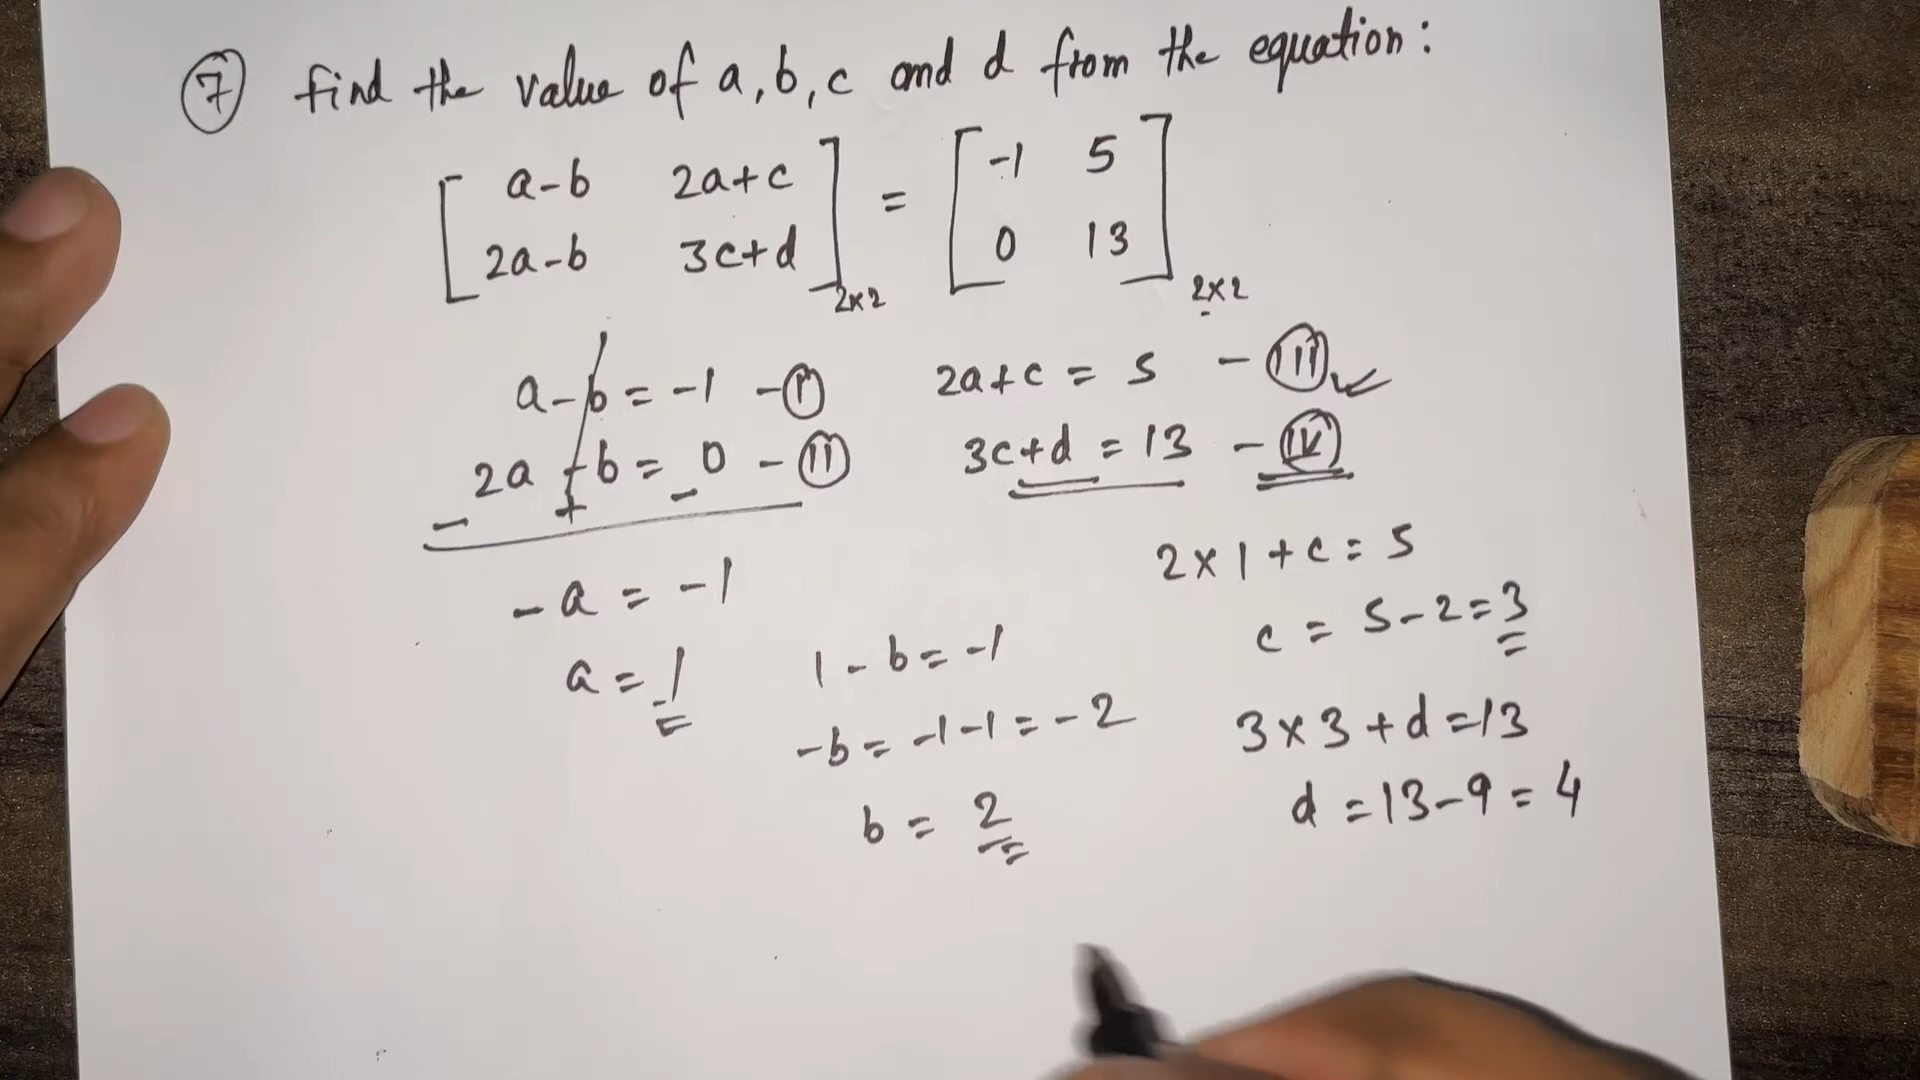 7 find the value of a, b, c and d from the equation:
[ a-b 2a+c ] = [ -1 5 ]
[ 2a-b 3c+d ]2×2 [ 0 13 ]2×2
a-b = -1 - I
2a - b = 0 - II
- + -
-a = -1
a = 1
1 - b = -1
-b = -1-1 = -2
b = 2
2a+c = 5 - III
3c+d = 13 - IV
2×1+c = 5
c = 5-2 = 3
3×3+d = 13
d = 13-9 = 4